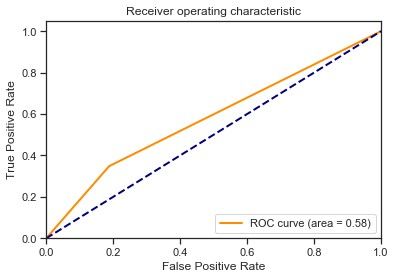 Receiver operating characteristic
True Positive Rate
1.0
0.8
0.6
0.4
0.2
0.0
ROC curve (area = 0.58)
0.0 0.2 0.4 0.6 0.8 1.0
False Positive Rate